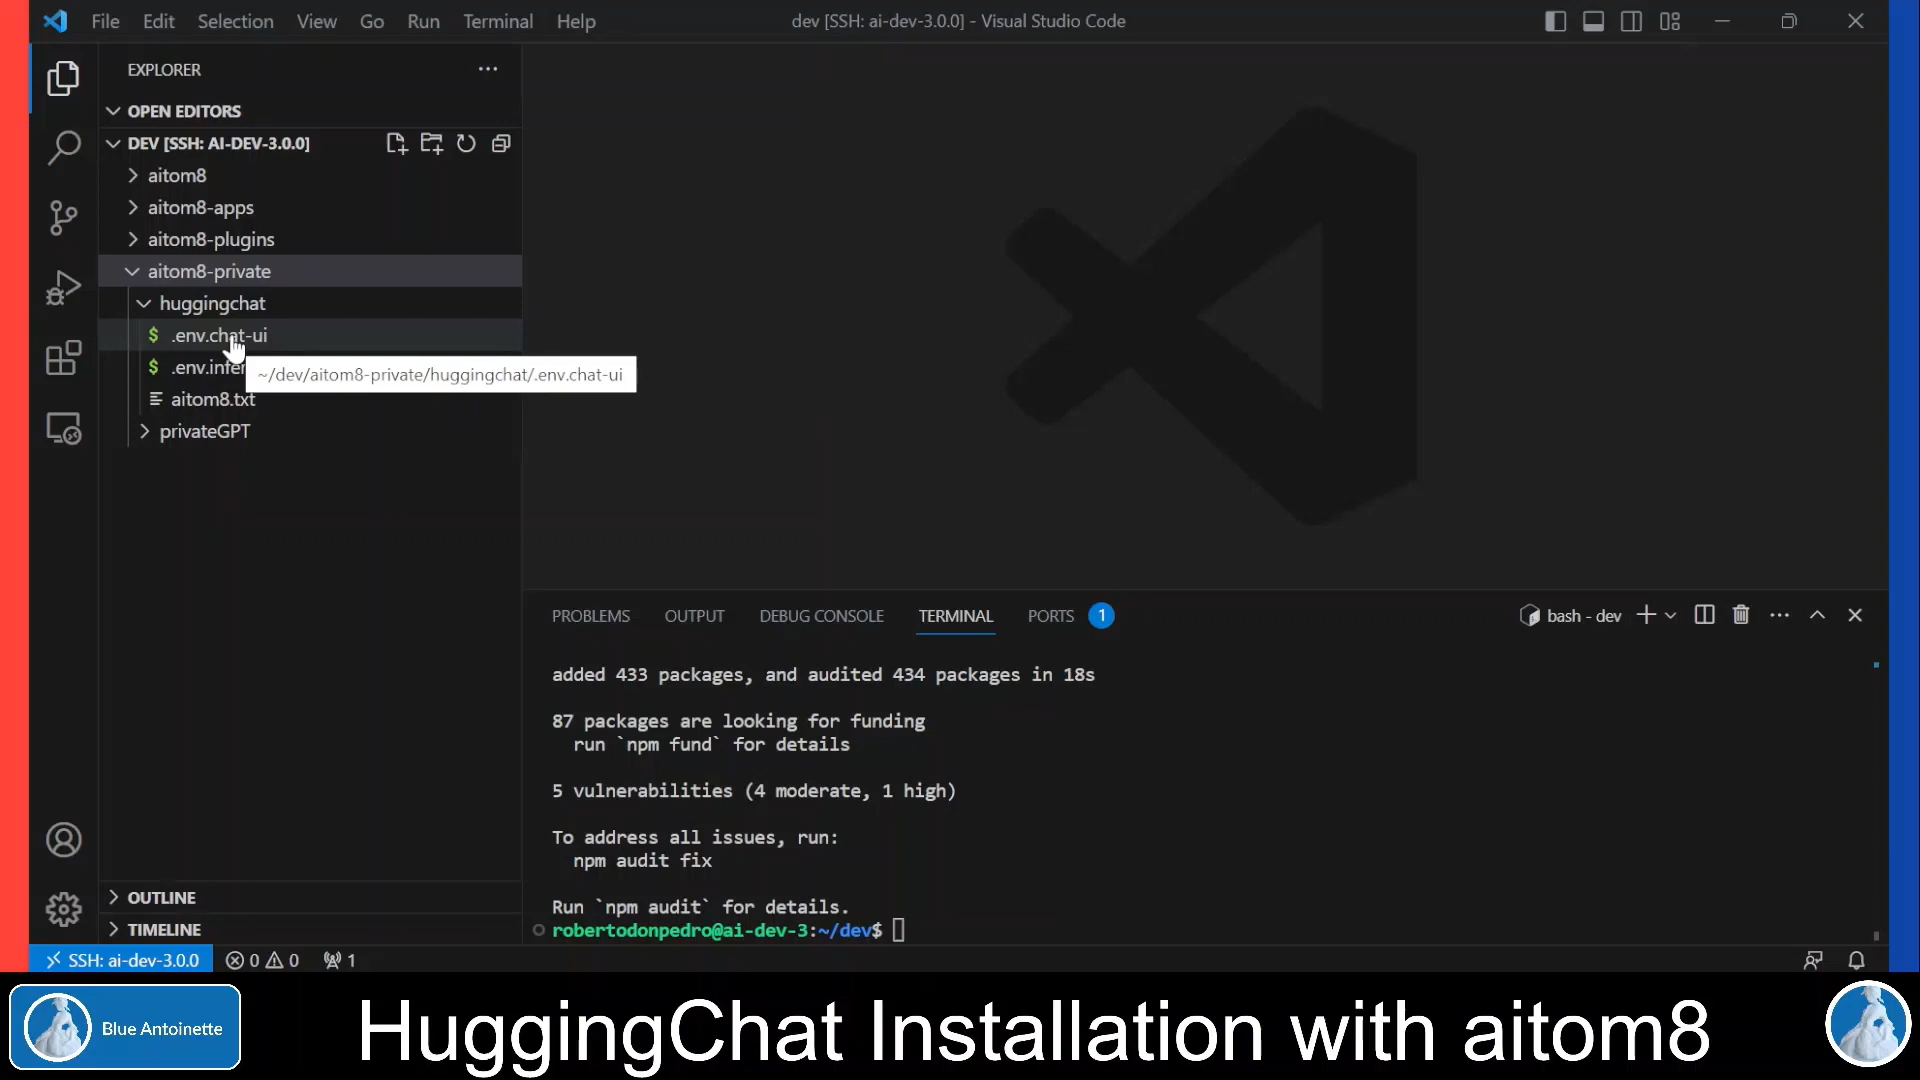 File Edit Selection View Go Run Terminal Help
dev [SSH: ai-dev-3.0.0] - Visual Studio Code
EXPLORER
OPEN EDITORS
DEV [SSH: AI-DEV-3.0.0]
aitom8
aitom8-apps
aitom8-plugins
aitom8-private
huggingchat
$ .env.chat-ui
$ .env.infer
~/dev/aitom8-private/huggingchat/.env.chat-ui
aitom8.txt
privateGPT
OUTLINE
TIMELINE
PROBLEMS OUTPUT DEBUG CONSOLE TERMINAL PORTS 1
bash - dev
added 433 packages, and audited 434 packages in 18s
87 packages are looking for funding
run `npm fund` for details
5 vulnerabilities (4 moderate, 1 high)
To address all issues, run:
npm audit fix
Run `npm audit` for details.
robertodonpedro@ai-dev-3:~/dev$
SSH: ai-dev-3.0.0 0 0 1
Blue Antoinette
HuggingChat Installation with aitom8